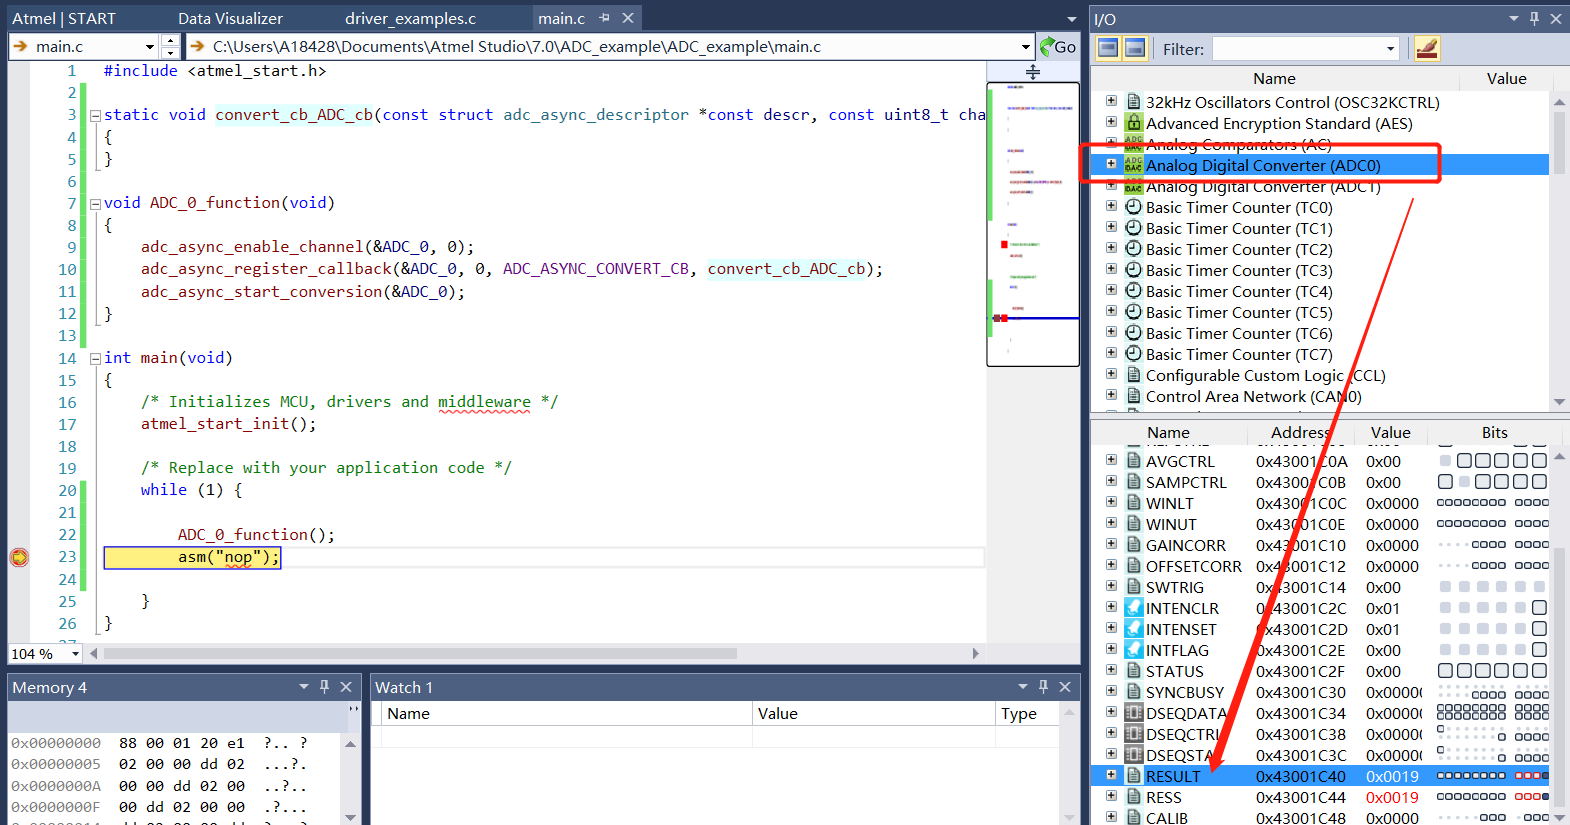 Atmel | START Data Visualizer driver_examples.c main.c
main.c C:\Users\A18428\Documents\Atmel Studio\7.0\ADC_example\ADC_example\main.c Go
1 #include <atmel_start.h>
2
3 static void convert_cb_ADC_cb(const struct adc_async_descriptor *const descr, const uint8_t cha
4 {
5 }
6
7 void ADC_0_function(void)
8 {
9 adc_async_enable_channel(&ADC_0, 0);
10 adc_async_register_callback(&ADC_0, 0, ADC_ASYNC_CONVERT_CB, convert_cb_ADC_cb);
11 adc_async_start_conversion(&ADC_0);
12 }
13
14 int main(void)
15 {
16 /* Initializes MCU, drivers and middleware */
17 atmel_start_init();
18
19 /* Replace with your application code */
20 while (1) {
21
22 ADC_0_function();
23 asm("nop");
24
25 }
26 }
104 %
I/O
Filter:
Name Value
32kHz Oscillators Control (OSC32KCTRL)
Advanced Encryption Standard (AES)
Analog Comparators (AC)
Analog Digital Converter (ADC0)
Analog Digital Converter (ADC1)
Basic Timer Counter (TC0)
Basic Timer Counter (TC1)
Basic Timer Counter (TC2)
Basic Timer Counter (TC3)
Basic Timer Counter (TC4)
Basic Timer Counter (TC5)
Basic Timer Counter (TC6)
Basic Timer Counter (TC7)
Configurable Custom Logic (CCL)
Control Area Network (CAN0)
Name Address Value Bits
AVGCTRL 0x43001C0A 0x00
SAMPCTRL 0x43001C0B 0x00
WINLT 0x43001C0C 0x0000
WINUT 0x43001C0E 0x0000
GAINCORR 0x43001C10 0x0000
OFFSETCORR 0x43001C12 0x0000
SWTRIG 0x43001C14 0x00
INTENCLR 0x43001C2C 0x01
INTENSET 0x43001C2D 0x01
INTFLAG 0x43001C2E 0x00
STATUS 0x43001C2F 0x00
SYNCBUSY 0x43001C30 0x0000
DSEQDATA 0x43001C34 0x0000
DSEQCTRL 0x43001C38 0x0000
DSEQSTA 0x43001C3C 0x0000
RESULT 0x43001C40 0x0019
RESS 0x43001C44 0x0019
CALIB 0x43001C48 0x0000
Memory 4
0x00000000 88 00 01 20 e1 ?.. ?
0x00000005 02 00 00 dd 02 ...?.
0x0000000A 00 00 dd 02 00 ..?..
0x0000000F 00 dd 02 00 00 .?...
Watch 1
Name Value Type